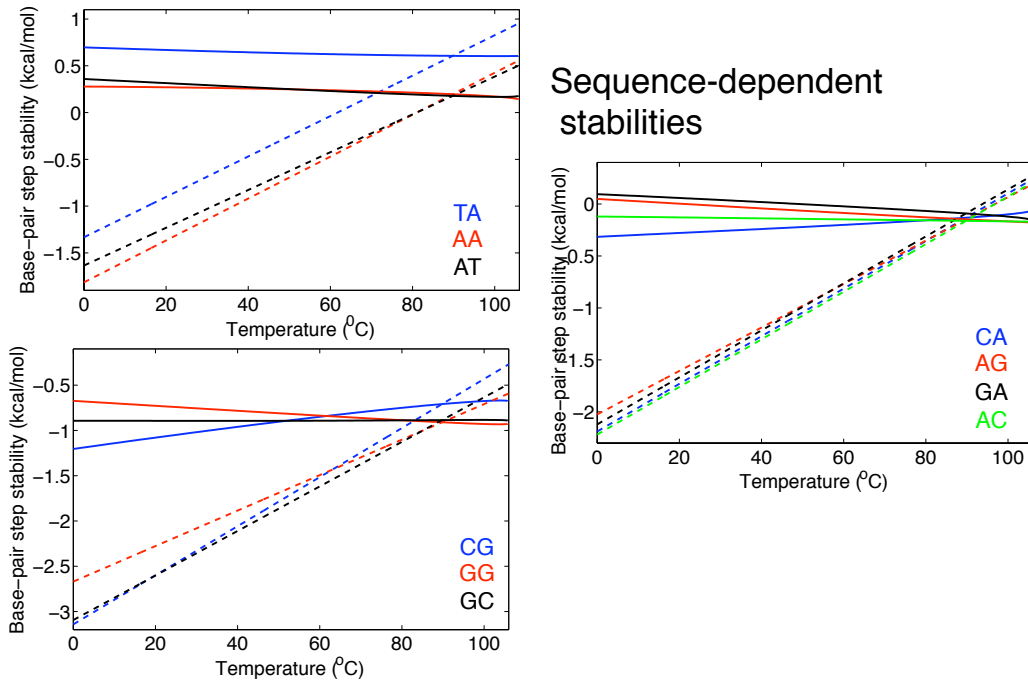 Base−pair step stability (kcal/mol)
1
0.5
0
−0.5
−1
−1.5
0 20 40 60 80 100
Temperature (⁰C)
TA
AA
AT
Sequence-dependent
stabilities
Base−pair step stability (kcal/mol)
0
−0.5
−1
−1.5
−2
0 20 40 60 80 100
Temperature (⁰C)
CA
AG
GA
AC
Base−pair step stability (kcal/mol)
−0.5
−1
−1.5
−2
−2.5
−3
0 20 40 60 80 100
Temperature (⁰C)
CG
GG
GC